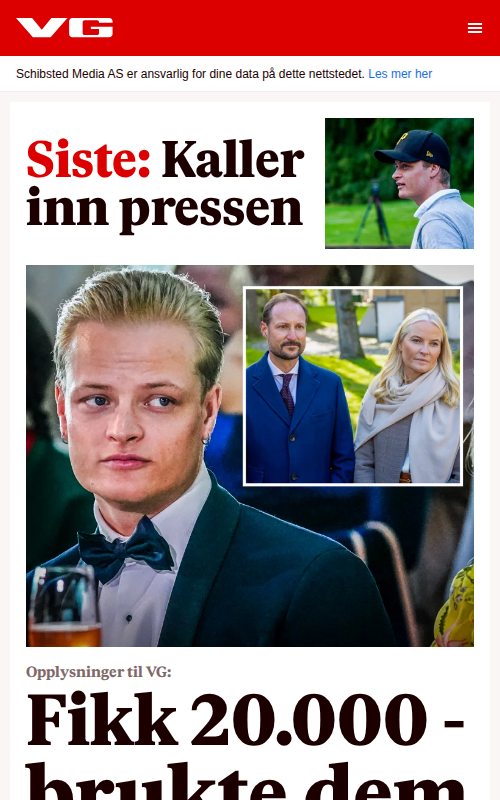 VG
Schibsted Media AS er ansvarlig for dine data på dette nettstedet. Les mer her
Siste: Kaller
inn pressen
Opplysninger til VG:
Fikk 20.000 -
brukte dem